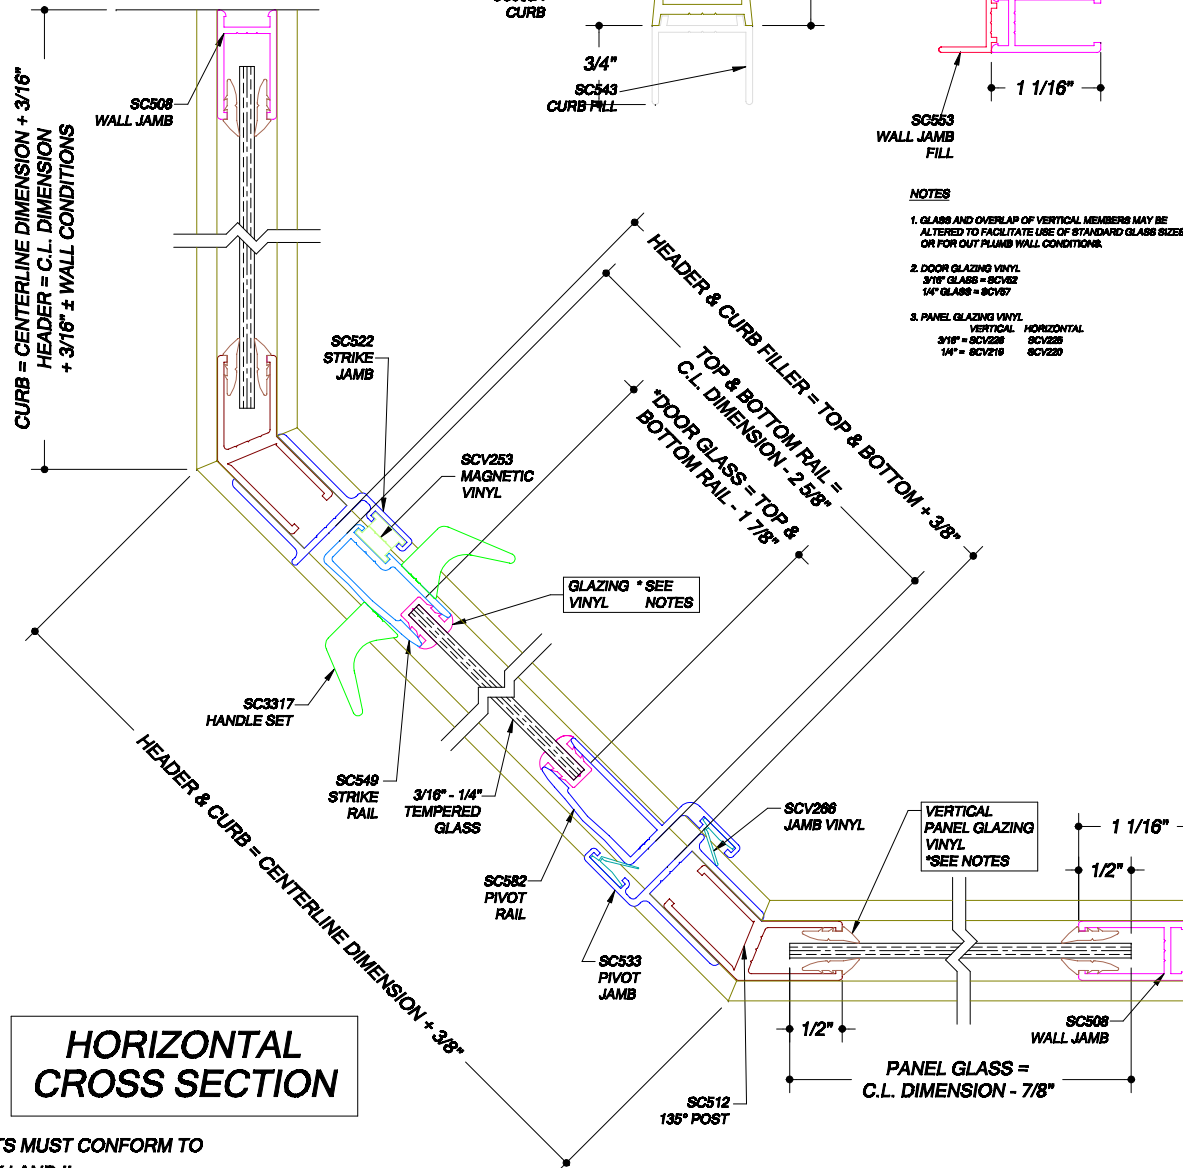 CURB
3/4"
SC543
CURB FILL
1 1/16"
SC553
WALL JAMB
FILL
NOTES
1. GLASS AND OVERLAP OF VERTICAL MEMBERS MAY BE
ALTERED TO FACILITATE USE OF STANDARD GLASS SIZES
OR FOR OUT PLUMB WALL CONDITIONS.
2. DOOR GLAZING VINYL
3/16" GLASS = SCV52
1/4" GLASS = SCV57
3. PANEL GLAZING VINYL
VERTICAL HORIZONTAL
3/16" = SCV226 SCV225
1/4" = SCV219 SCV220
CURB = CENTERLINE DIMENSION + 3/16"
HEADER = C.L. DIMENSION
+ 3/16" ± WALL CONDITIONS
SC508
WALL JAMB
SC522
STRIKE
JAMB
SCV253
MAGNETIC
VINYL
HEADER & CURB FILLER = TOP & BOTTOM + 3/8"
TOP & BOTTOM RAIL =
C.L. DIMENSION - 2 5/8"
*DOOR GLASS = TOP &
BOTTOM RAIL - 1 7/8"
GLAZING * SEE
VINYL NOTES
SC3317
HANDLE SET
SC549
STRIKE
RAIL
3/16" - 1/4"
TEMPERED
GLASS
SC582
PIVOT
RAIL
SC533
PIVOT
JAMB
SCV266
JAMB VINYL
VERTICAL
PANEL GLAZING
VINYL
*SEE NOTES
1 1/16"
1/2"
HEADER & CURB = CENTERLINE DIMENSION + 3/8"
1/2"
SC508
WALL JAMB
PANEL GLASS =
C.L. DIMENSION - 7/8"
SC512
135° POST
HORIZONTAL
CROSS SECTION
TS MUST CONFORM TO